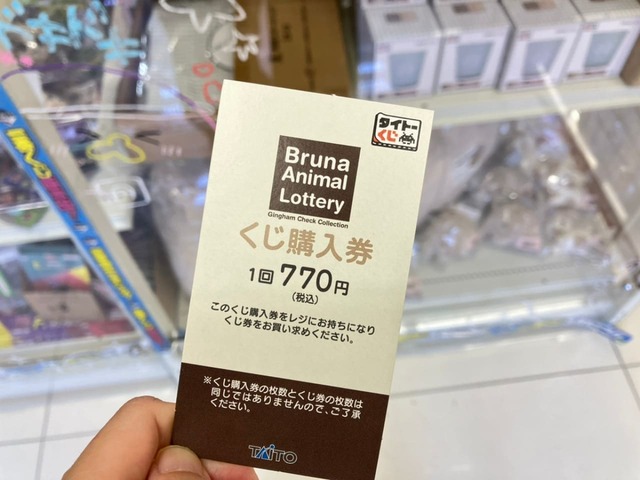 タイトー
くじ
Bruna
Animal
Lottery
Gingham Check Collection
くじ購入券
1回 770円
(税込)
このくじ購入券をレジにお持ちになり
くじ券をお買い求めください。
※くじ購入券の枚数とくじ券の枚数は
同じではありませんので、ご了承
ください。
TAITO